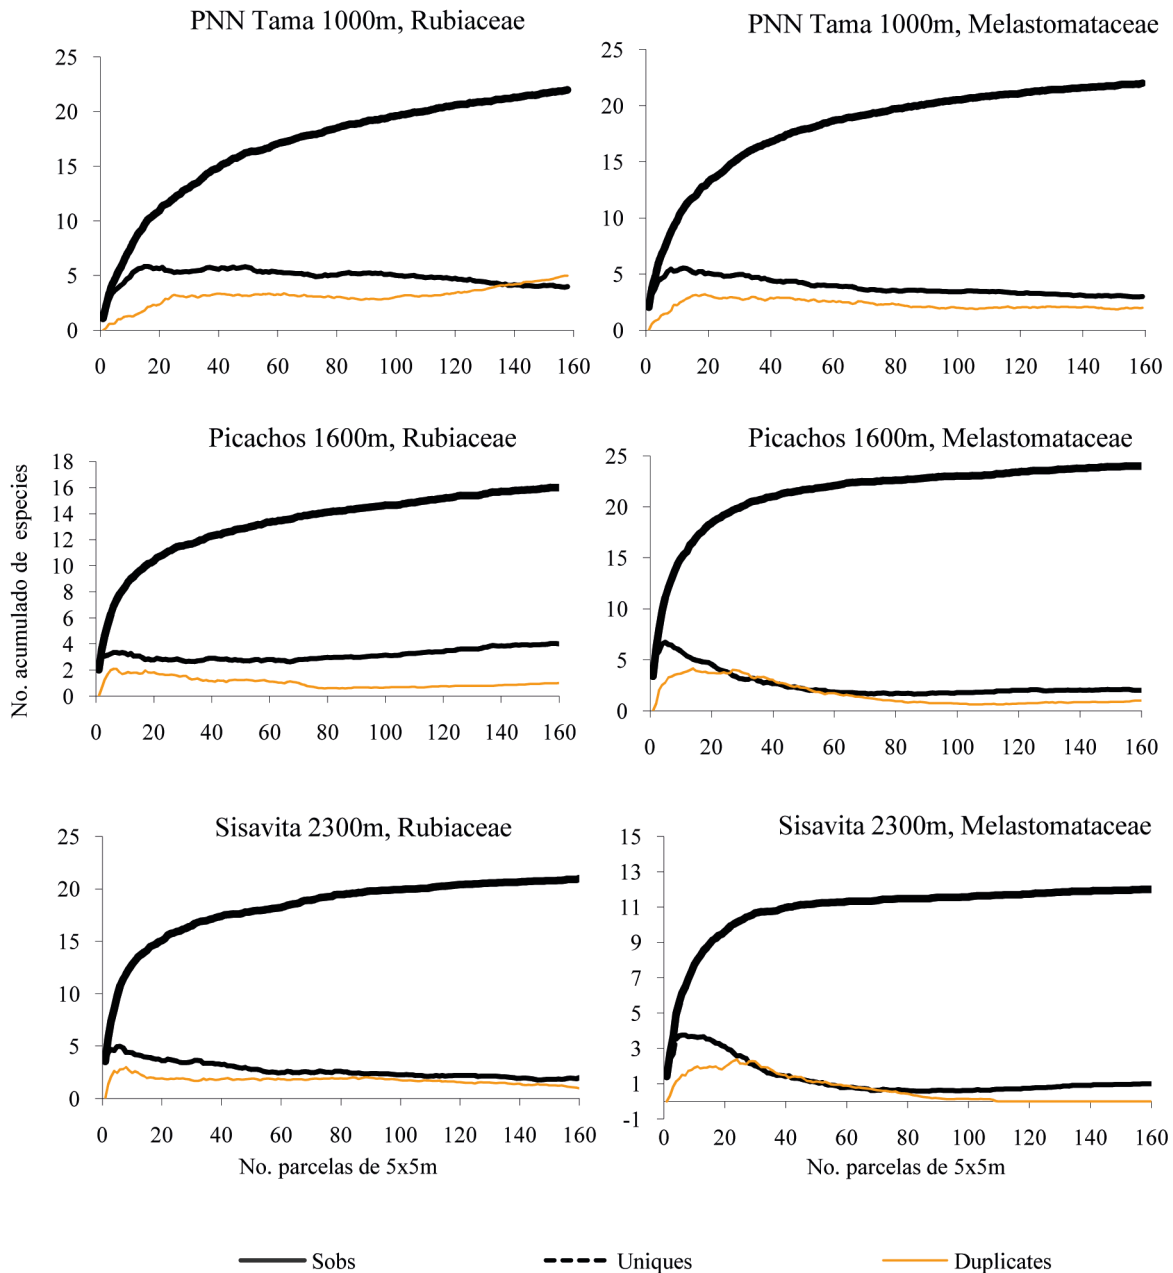 PNN Tama 1000m, Rubiaceae
25
20
15
10
5
0
0 20 40 60 80 100 120 140 160
PNN Tama 1000m, Melastomataceae
25
20
15
10
5
0
0 20 40 60 80 100 120 140 160
No. acumulado de especies
Picachos 1600m, Rubiaceae
18
16
14
12
10
8
6
4
2
0
0 20 40 60 80 100 120 140 160
Picachos 1600m, Melastomataceae
25
20
15
10
5
0
0 20 40 60 80 100 120 140 160
Sisavita 2300m, Rubiaceae
25
20
15
10
5
0
0 20 40 60 80 100 120 140 160
No. parcelas de 5x5m
Sisavita 2300m, Melastomataceae
15
13
11
9
7
5
3
1
-1
0 20 40 60 80 100 120 140 160
No. parcelas de 5x5m
Sobs Uniques Duplicates